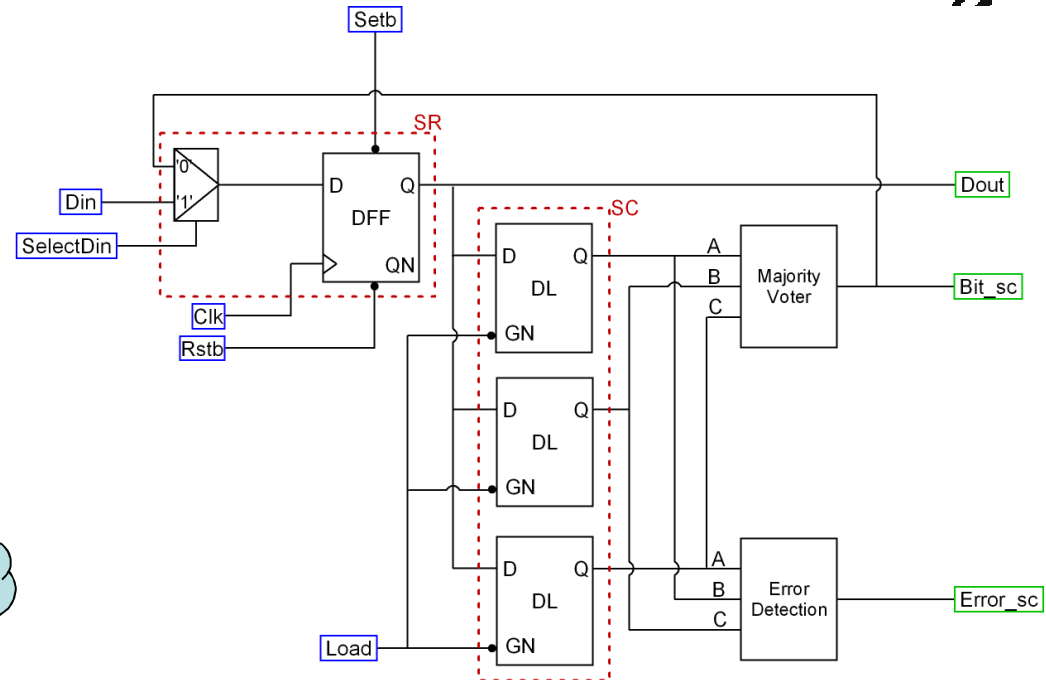 Setb
SR
'0'
'1'
Din
SelectDin
D
Q
DFF
QN
Clk
Rstb
Dout
SC
D
Q
DL
GN
A
B
C
Majority
Voter
Bit_sc
D
Q
DL
GN
D
Q
DL
GN
A
B
C
Error
Detection
Error_sc
Load